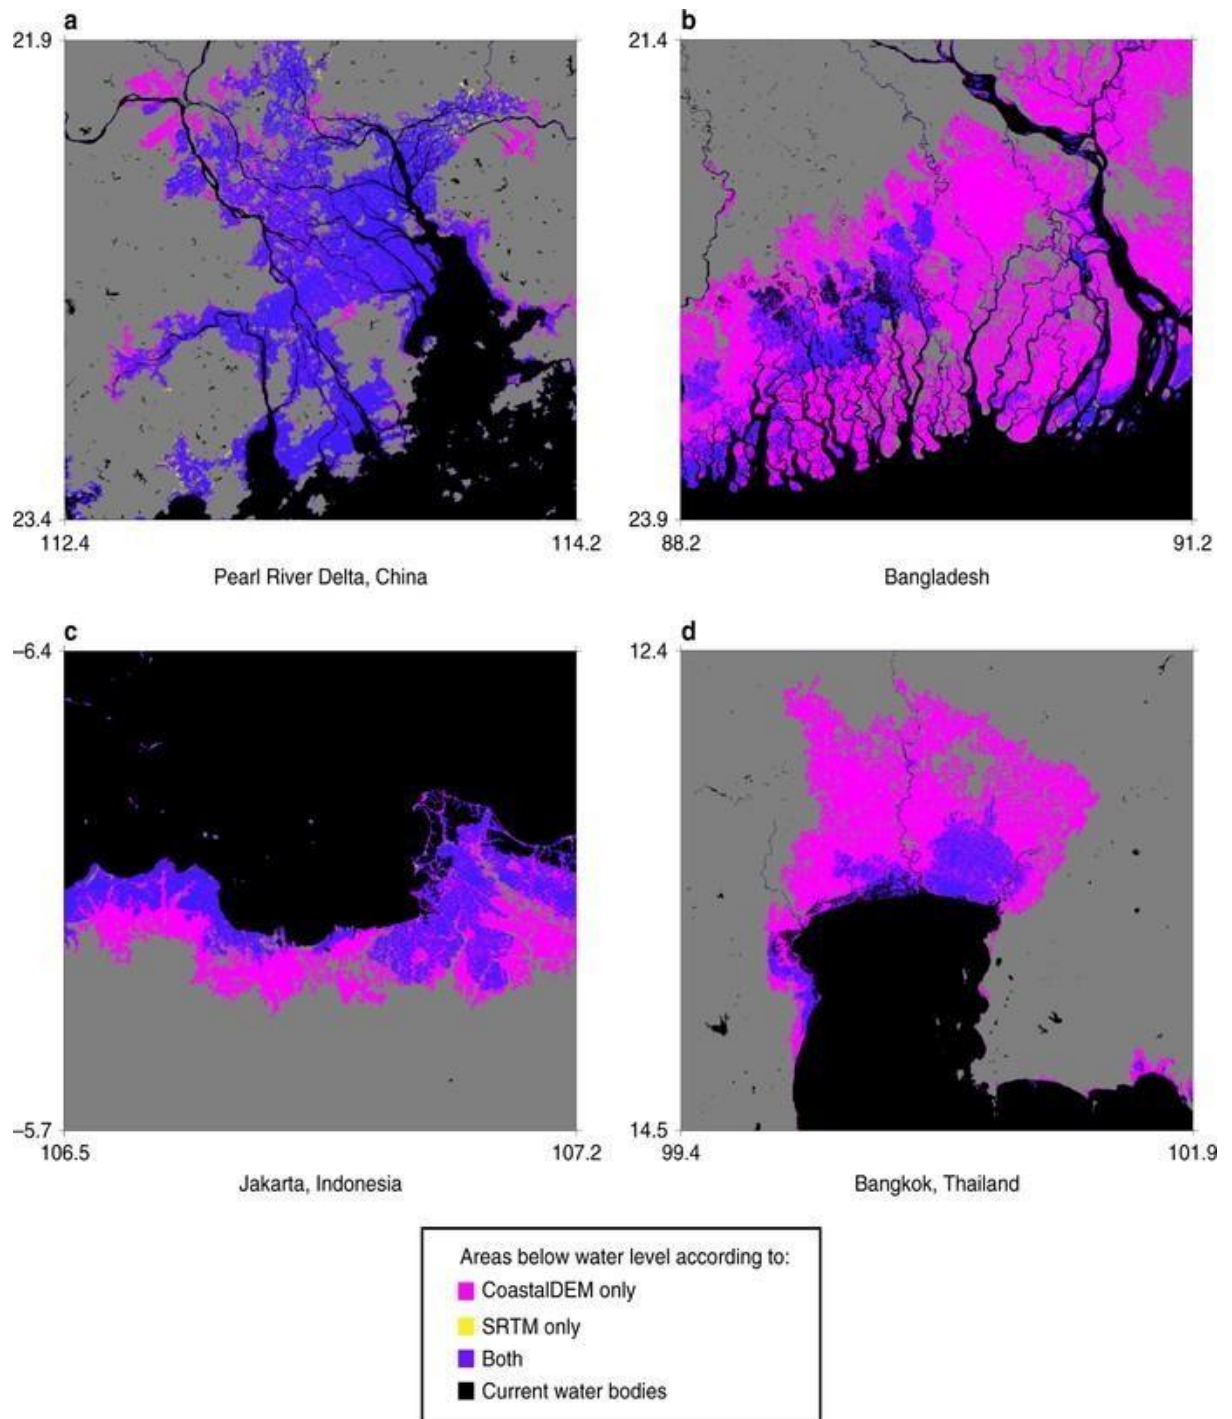 a
21.9
23.4
112.4 114.2
Pearl River Delta, China
b
21.4
23.9
88.2 91.2
Bangladesh
c
–6.4
–5.7
106.5 107.2
Jakarta, Indonesia
d
12.4
14.5
99.4 101.9
Bangkok, Thailand
Areas below water level according to:
CoastalDEM only
SRTM only
Both
Current water bodies